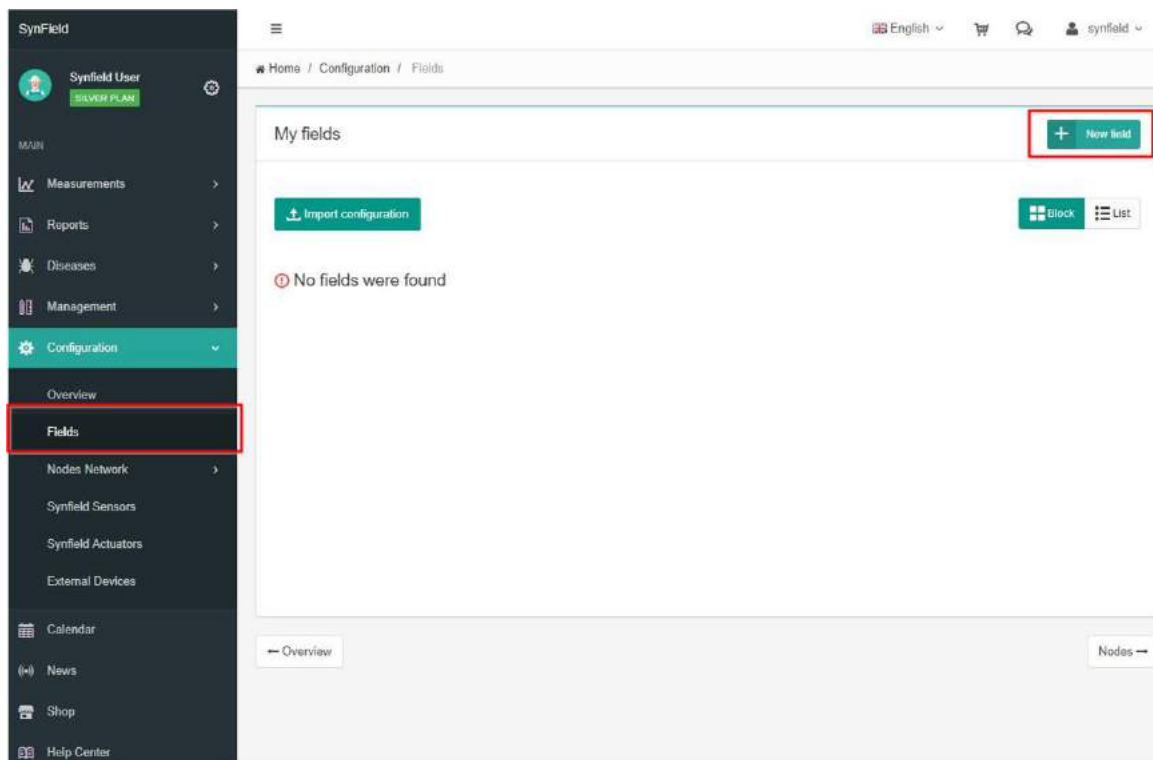 SynField
English
synfield
Synfield User
SILVER PLAN
Home / Configuration / Fields
MAIN
My fields
New field
Measurements
Reports
Diseases
Management
Configuration
Overview
Fields
Nodes Network
Synfield Sensors
Synfield Actuators
External Devices
Calendar
News
Shop
Help Center
Import configuration
Block
List
No fields were found
Overview
Nodes